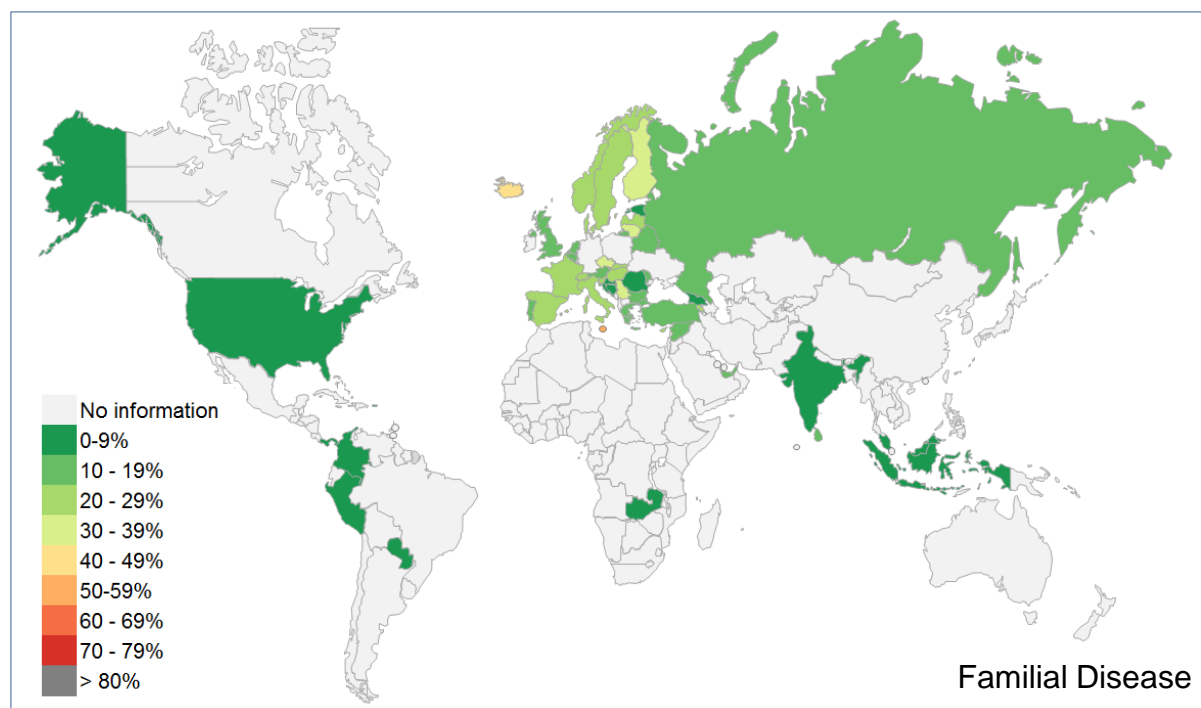 No information
0-9%
10 - 19%
20 - 29%
30 - 39%
40 - 49%
50-59%
60 - 69%
70 - 79%
> 80%
Familial Disease